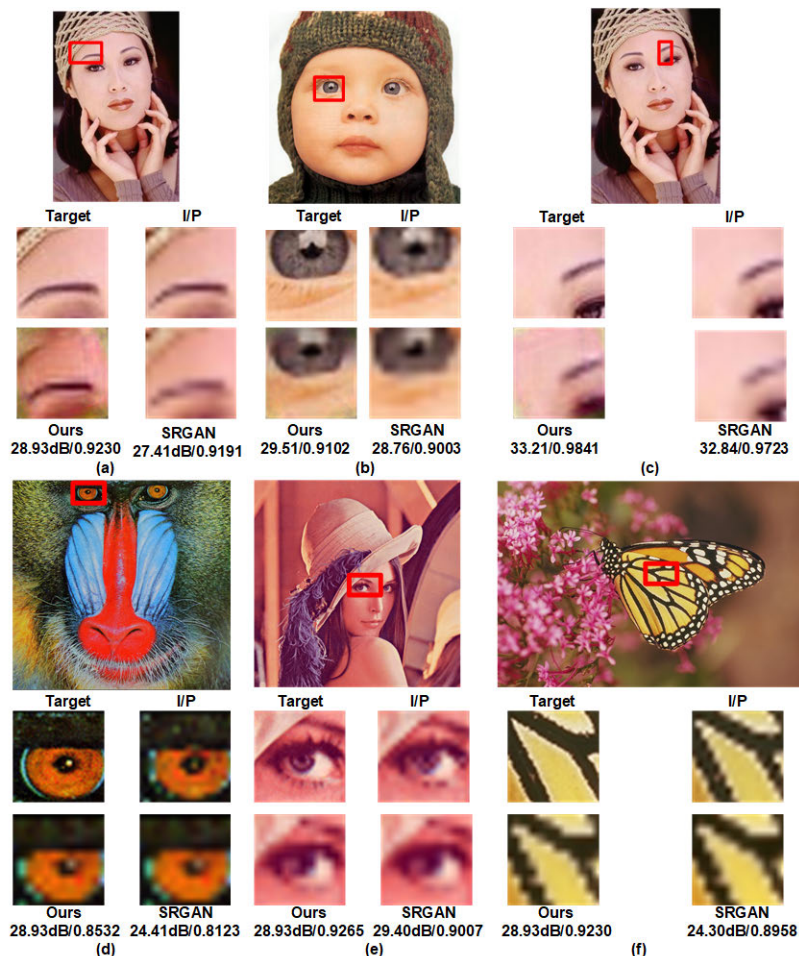 Target I/P Target I/P Target I/P
Ours SRGAN Ours SRGAN Ours SRGAN
28.93dB/0.9230 27.41dB/0.9191 29.51/0.9102 28.76/0.9003 33.21/0.9841 32.84/0.9723
(a) (b) (c)
Target I/P Target I/P Target I/P
Ours SRGAN Ours SRGAN Ours SRGAN
28.93dB/0.8532 24.41dB/0.8123 28.93dB/0.9265 29.40dB/0.9007 28.93dB/0.9230 24.30dB/0.8958
(d) (e) (f)